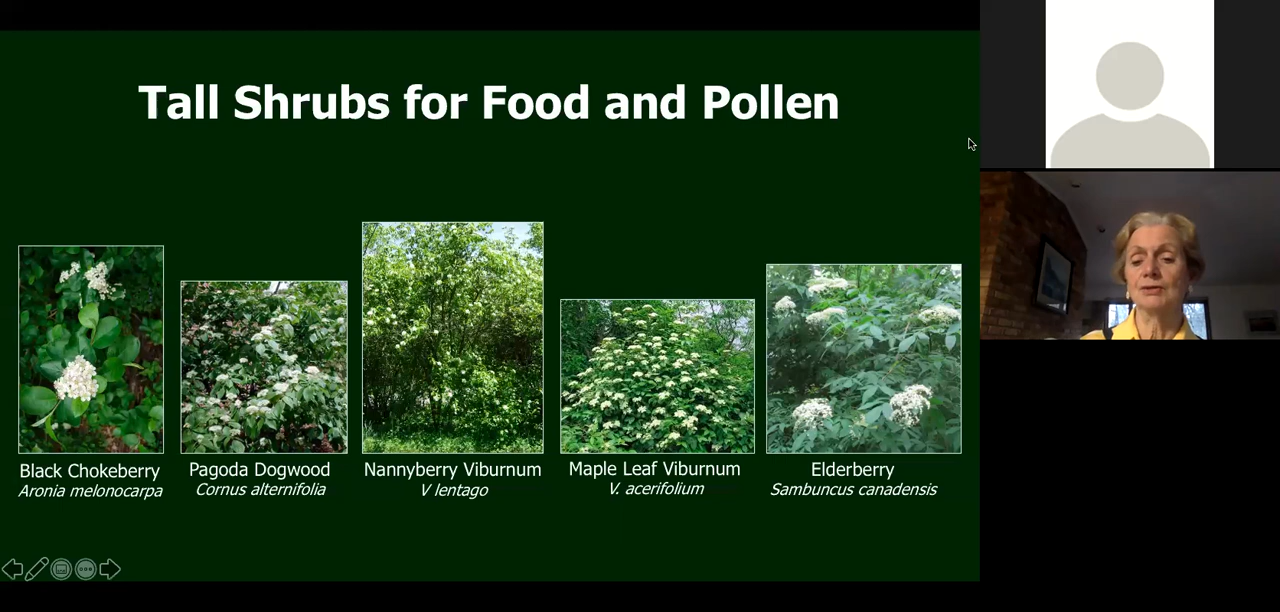 Tall Shrubs for Food and Pollen
Black Chokeberry
Aronia melonocarpa
Pagoda Dogwood
Cornus alternifolia
Nannyberry Viburnum
V lentago
Maple Leaf Viburnum
V. acerifolium
Elderberry
Sambuncus canadensis